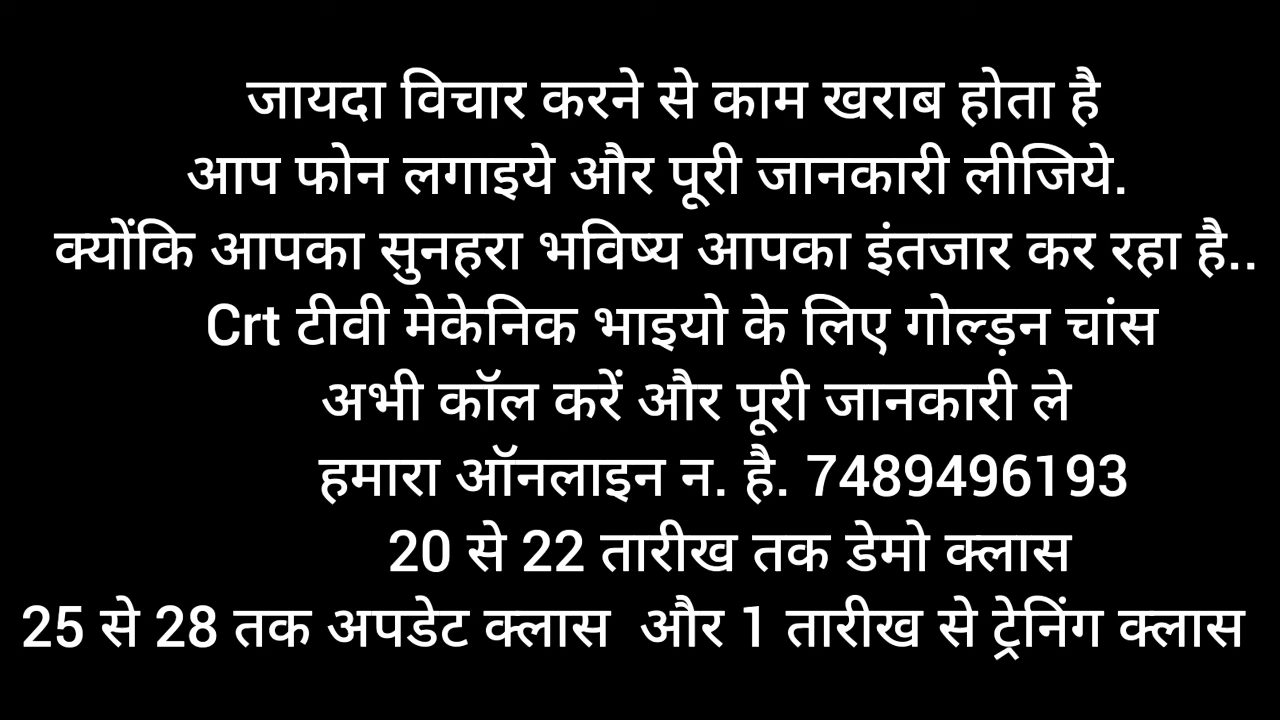 जायदा विचार करने से काम खराब होता है
आप फोन लगाइये और पूरी जानकारी लीजिये.
क्योंकि आपका सुनहरा भविष्य आपका इंतजार कर रहा है..
Crt टीवी मेकेनिक भाइयो के लिए गोल्ड़न चांस
अभी कॉल करें और पूरी जानकारी ले
हमारा ऑनलाइन न. है. 7489496193
20 से 22 तारीख तक डेमो क्लास
25 से 28 तक अपडेट क्लास और 1 तारीख से ट्रेनिंग क्लास